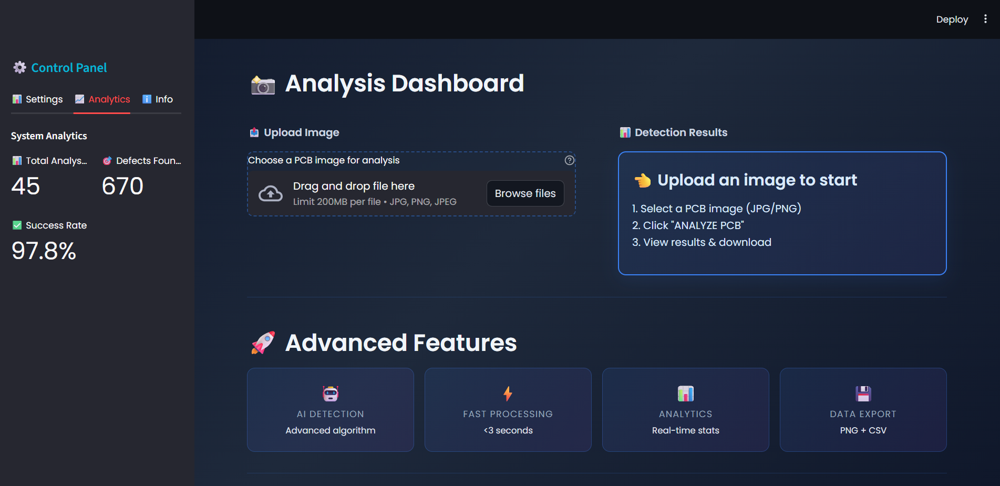 Deploy
Control Panel
Settings
Analytics
Info
System Analytics
Total Analys...
Defects Foun...
45
670
Success Rate
97.8%
Analysis Dashboard
Upload Image
Choose a PCB image for analysis
Drag and drop file here
Limit 200MB per file • JPG, PNG, JPEG
Browse files
Detection Results
Upload an image to start
1. Select a PCB image (JPG/PNG)
2. Click "ANALYZE PCB"
3. View results & download
Advanced Features
AI DETECTION
Advanced algorithm
FAST PROCESSING
<3 seconds
ANALYTICS
Real-time stats
DATA EXPORT
PNG + CSV